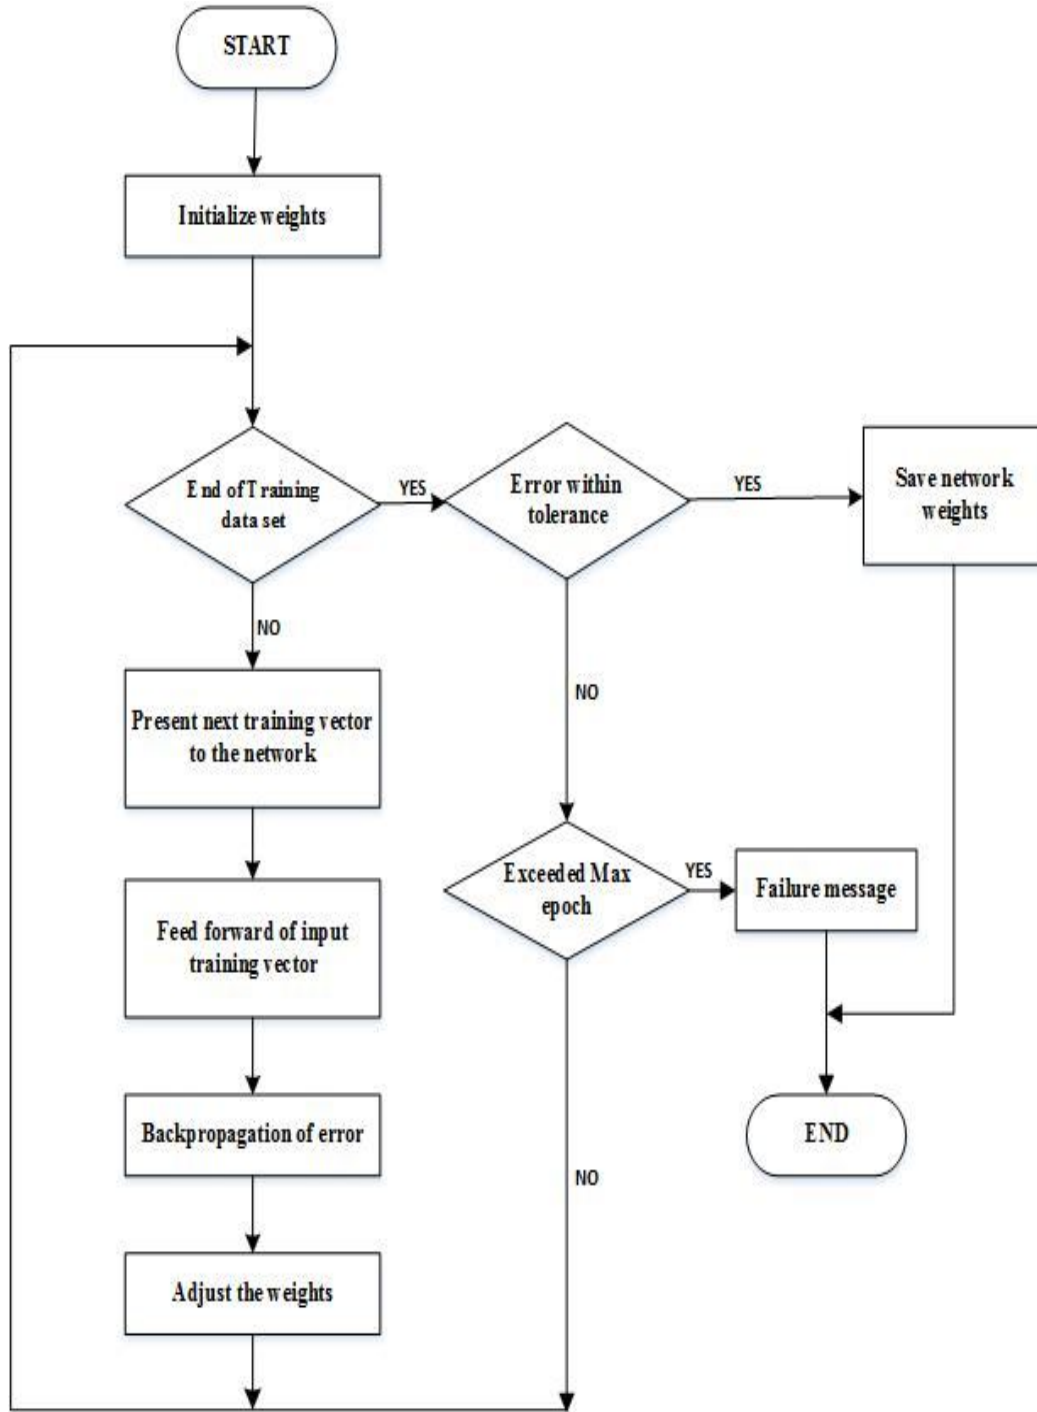 START
Initialize weights
End of Training
data set
YES
Error within
tolerance
YES
Save network
weights
NO
Present next training vector
to the network
NO
Feed forward of input
training vector
Exceeded Max
epoch
YES
Failure message
Backpropagation of error
END
NO
Adjust the weights